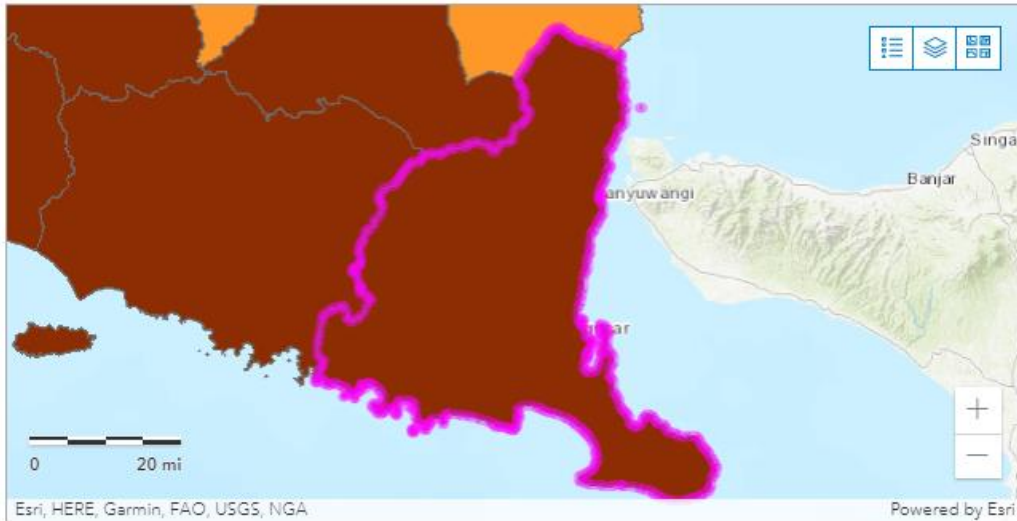 Singa
Banjar
anyuwangi
0 20 mi
Esri, HERE, Garmin, FAO, USGS, NGA
Powered by Esri